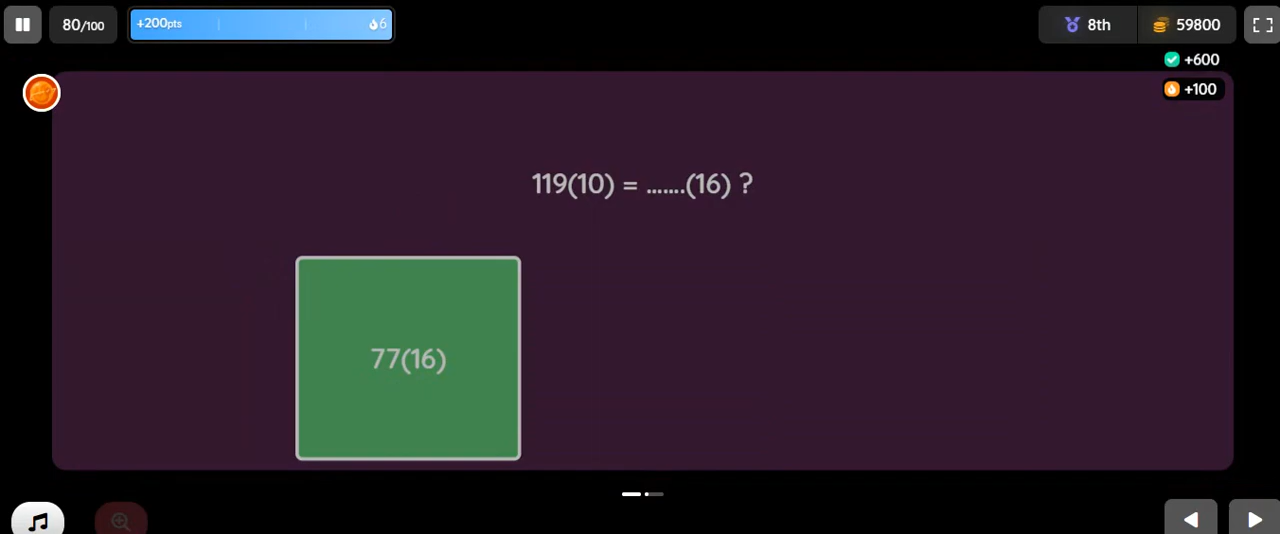 80/100
+200pts
6
8th
59800
+600
+100
119(10) = .......(16) ?
77(16)